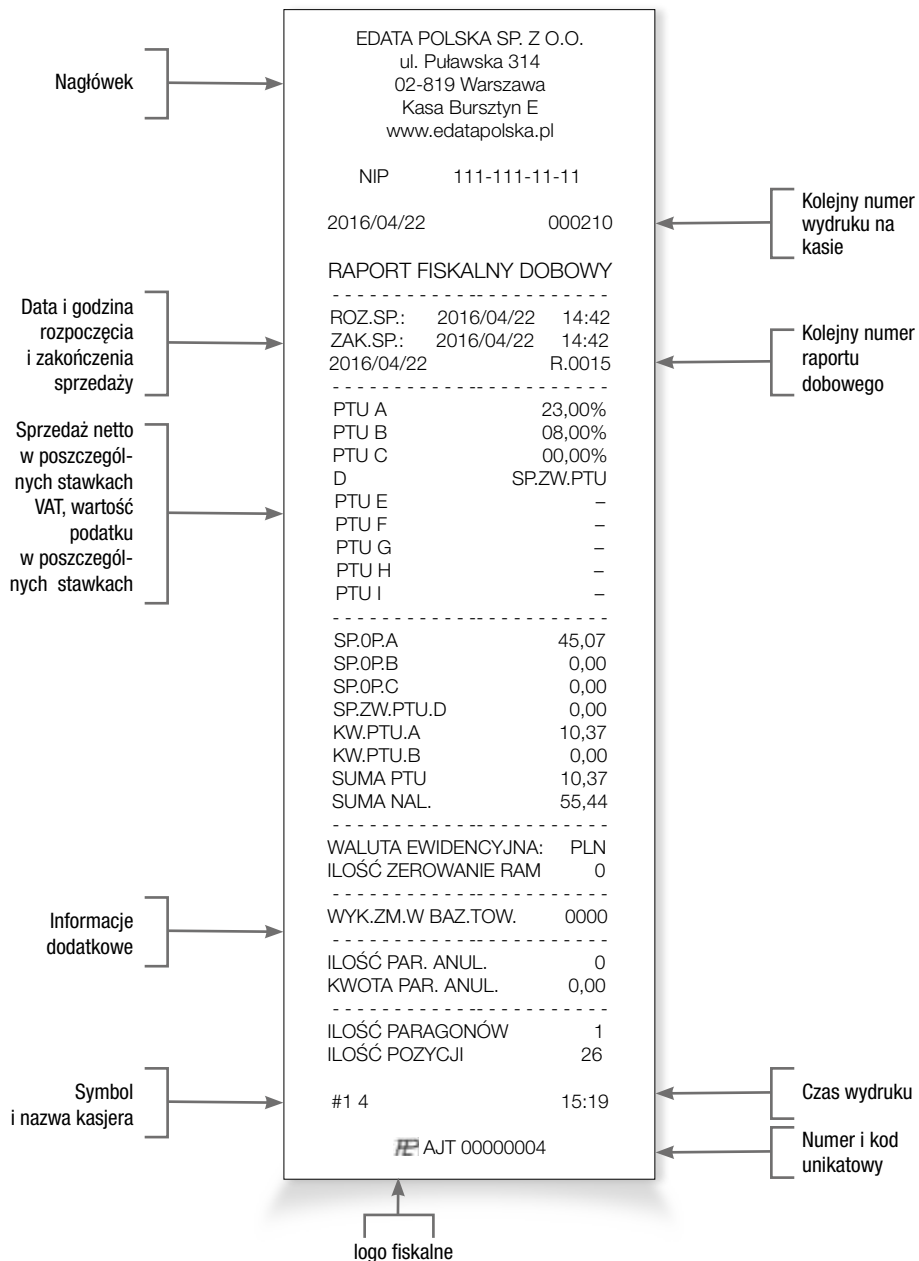 EDATA POLSKA SP. Z O.O.
ul. Puławska 314
02-819 Warszawa
Kasa Bursztyn E
www.edatapolska.pl
Nagłówek
NIP 111-111-11-11
2016/04/22 000210
Kolejny numer
wydruku na
kasie
RAPORT FISKALNY DOBOWY
Data i godzina
rozpoczęcia
i zakończenia
sprzedaży
ROZ.SP.: 2016/04/22 14:42
ZAK.SP.: 2016/04/22 14:42
2016/04/22 R.0015
Kolejny numer
raportu
dobowego
Sprzedaż netto
w poszczegól-
nych stawkach
VAT, wartość
podatku
w poszczegól-
nych stawkach
PTU A 23,00%
PTU B 08,00%
PTU C 00,00%
D SP.ZW.PTU
PTU E –
PTU F –
PTU G –
PTU H –
PTU I –
SP.0P.A 45,07
SP.0P.B 0,00
SP.0P.C 0,00
SP.ZW.PTU.D 0,00
KW.PTU.A 10,37
KW.PTU.B 0,00
SUMA PTU 10,37
SUMA NAL. 55,44
WALUTA EWIDENCYJNA: PLN
ILOŚĆ ZEROWANIE RAM 0
Informacje
dodatkowe
WYK.ZM.W BAZ.TOW. 0000
ILOŚĆ PAR. ANUL. 0
KWOTA PAR. ANUL. 0,00
ILOŚĆ PARAGONÓW 1
ILOŚĆ POZYCJI 26
Symbol
i nazwa kasjera
#1 4 15:19
Czas wydruku
AJT 00000004
Numer i kod
unikatowy
logo fiskalne